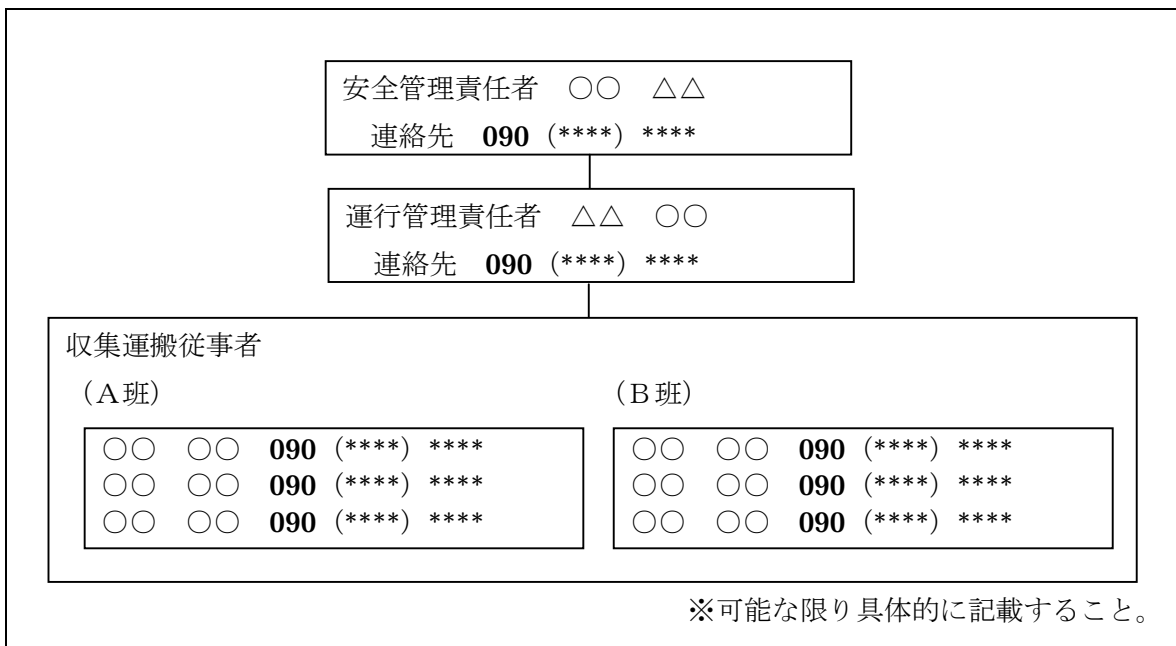 安全管理責任者　○○　△△
連絡先　090（****）****
運行管理責任者　△△　○○
連絡先　090（****）****
収集運搬従事者
（Ａ班）
（Ｂ班）
○○　○○　090（****）****
○○　○○　090（****）****
○○　○○　090（****）****
○○　○○　090（****）****
○○　○○　090（****）****
○○　○○　090（****）****
※可能な限り具体的に記載すること。